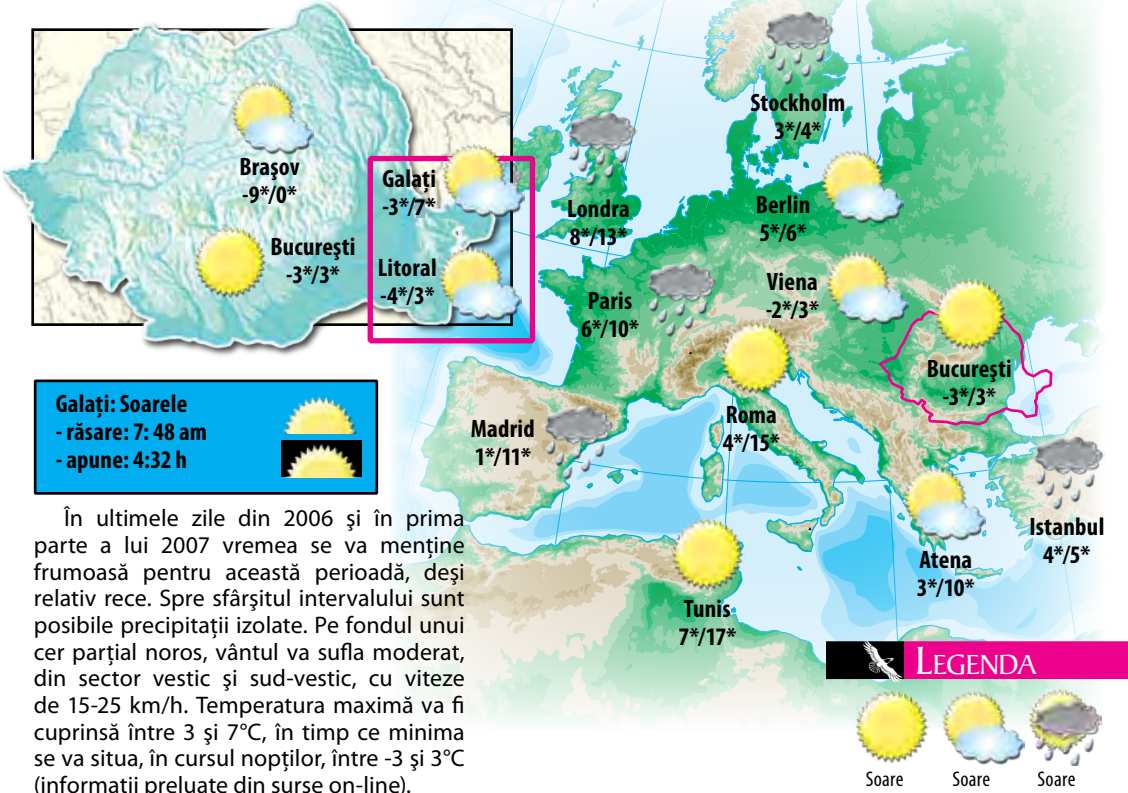 Braşov
-9*/0*
Bucureşti
-3*/3*
Galaţi
-3*/7*
Litoral
-4*/3*
Stockholm
3*/4*
Londra
8*/13*
Berlin
5*/6*
Paris
6*/10*
Viena
-2*/3*
Bucureşti
-3*/3*
Madrid
1*/11*
Roma
4*/15*
Istanbul
4*/5*
Atena
3*/10*
Tunis
7*/17*
Galaţi: Soarele
- răsare: 7: 48 am
- apune: 4:32 h
În ultimele zile din 2006 şi în prima
parte a lui 2007 vremea se va menţine
frumoasă pentru această perioadă, deşi
relativ rece. Spre sfârşitul intervalului sunt
posibile precipitaţii izolate. Pe fondul unui
cer parţial noros, vântul va sufla moderat,
din sector vestic şi sud-vestic, cu viteze
de 15-25 km/h. Temperatura maximă va fi
cuprinsă între 3 şi 7°C, în timp ce minima
se va situa, în cursul nopţilor, între -3 şi 3°C
(informaţii preluate din surse on-line).
LEGENDA
Soare Soare Soare